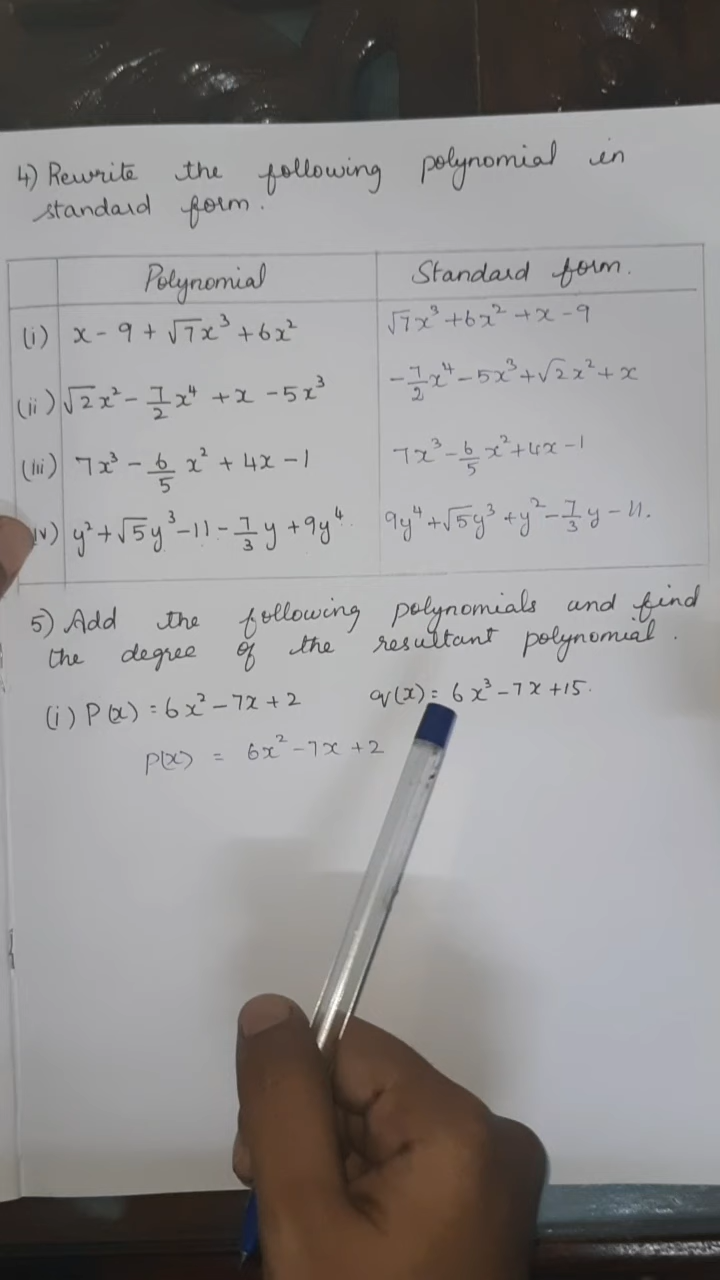 4) Rewrite the following polynomial in
standard form.
Polynomial Standard form.
(i) x - 9 + √7x³ + 6x² √7x³ + 6x² + x - 9
(ii) √2x² - 7/2x⁴ + x - 5x³ -7/2x⁴ - 5x³ + √2x² + x
(iii) 7x³ - 6/5x² + 4x - 1 7x³ - 6/5x² + 4x - 1
iv) y² + √5y³ - 11 - 7/3y + 9y⁴ 9y⁴ + √5y³ + y² - 7/3y - 11.
5) Add the following polynomials and find
the degree of the resultant polynomial.
(i) P(x) = 6x² - 7x + 2 q(x) = 6x³ - 7x + 15.
P(x) = 6x² - 7x + 2